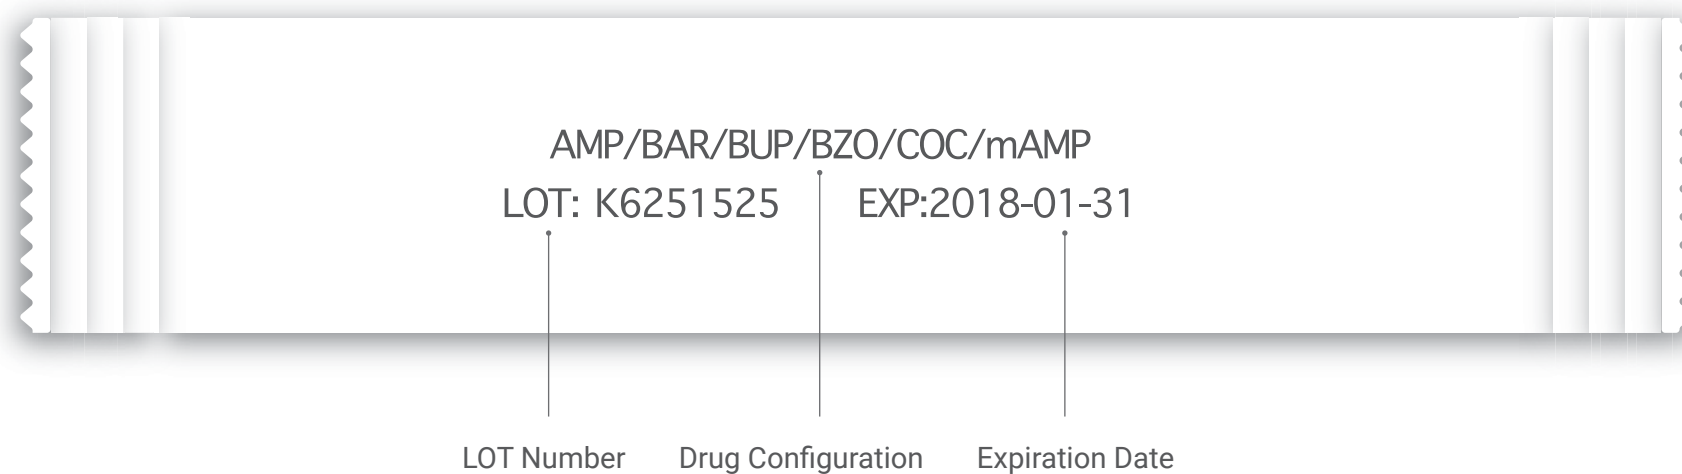 AMP/BAR/BUP/BZO/COC/mAMP
LOT: K6251525 EXP:2018-01-31
LOT Number Drug Configuration Expiration Date